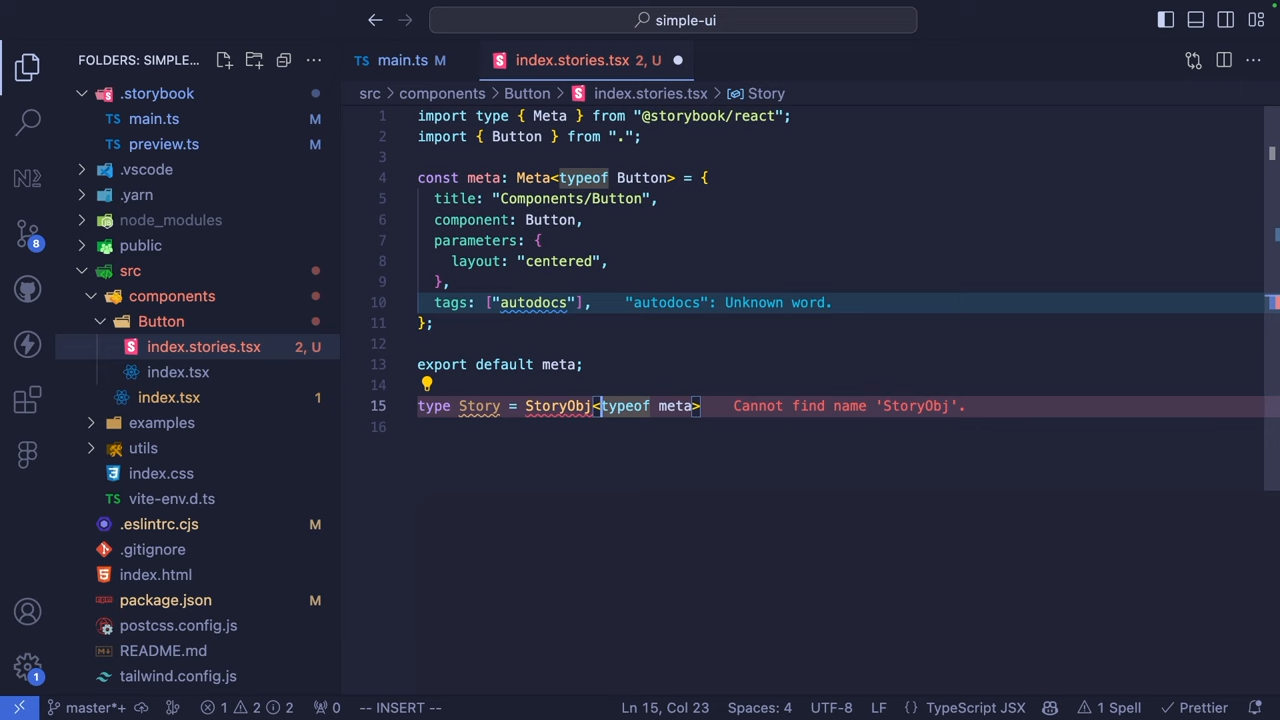 simple-ui
FOLDERS: SIMPLE...
TS main.ts M
index.stories.tsx 2, U
src > components > Button > index.stories.tsx > Story
.storybook
TS main.ts M
TS preview.ts M
.vscode
.yarn
node_modules
public
src
components
Button
index.stories.tsx 2, U
index.tsx
index.tsx 1
examples
utils
index.css
TS vite-env.d.ts
.eslintrc.cjs M
.gitignore
index.html
package.json M
postcss.config.js
README.md
tailwind.config.js
8
1
1 import type { Meta } from "@storybook/react";
2 import { Button } from ".";
3
4 const meta: Meta<typeof Button> = {
5 title: "Components/Button",
6 component: Button,
7 parameters: {
8 layout: "centered",
9 },
10 tags: ["autodocs"], "autodocs": Unknown word.
11 };
12
13 export default meta;
14
15 type Story = StoryObj<typeof meta> Cannot find name 'StoryObj'.
16
master*+ 1 2 2 0 -- INSERT -- Ln 15, Col 23 Spaces: 4 UTF-8 LF {} TypeScript JSX 1 Spell Prettier